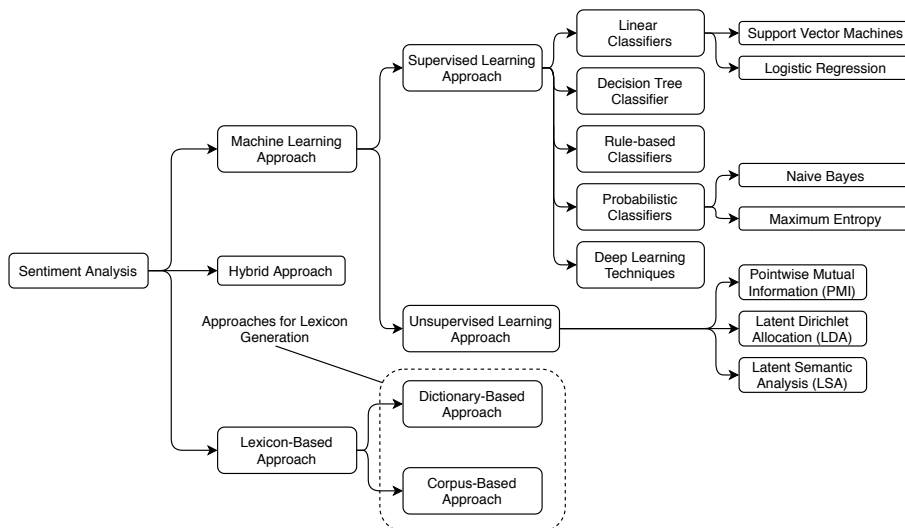 Sentiment Analysis
Machine Learning
Approach
Hybrid Approach
Lexicon-Based
Approach
Supervised Learning
Approach
Unsupervised Learning
Approach
Approaches for Lexicon
Generation
Dictionary-Based
Approach
Corpus-Based
Approach
Linear
Classifiers
Decision Tree
Classifier
Rule-based
Classifiers
Probabilistic
Classifiers
Deep Learning
Techniques
Support Vector Machines
Logistic Regression
Naive Bayes
Maximum Entropy
Pointwise Mutual
Information (PMI)
Latent Dirichlet
Allocation (LDA)
Latent Semantic
Analysis (LSA)